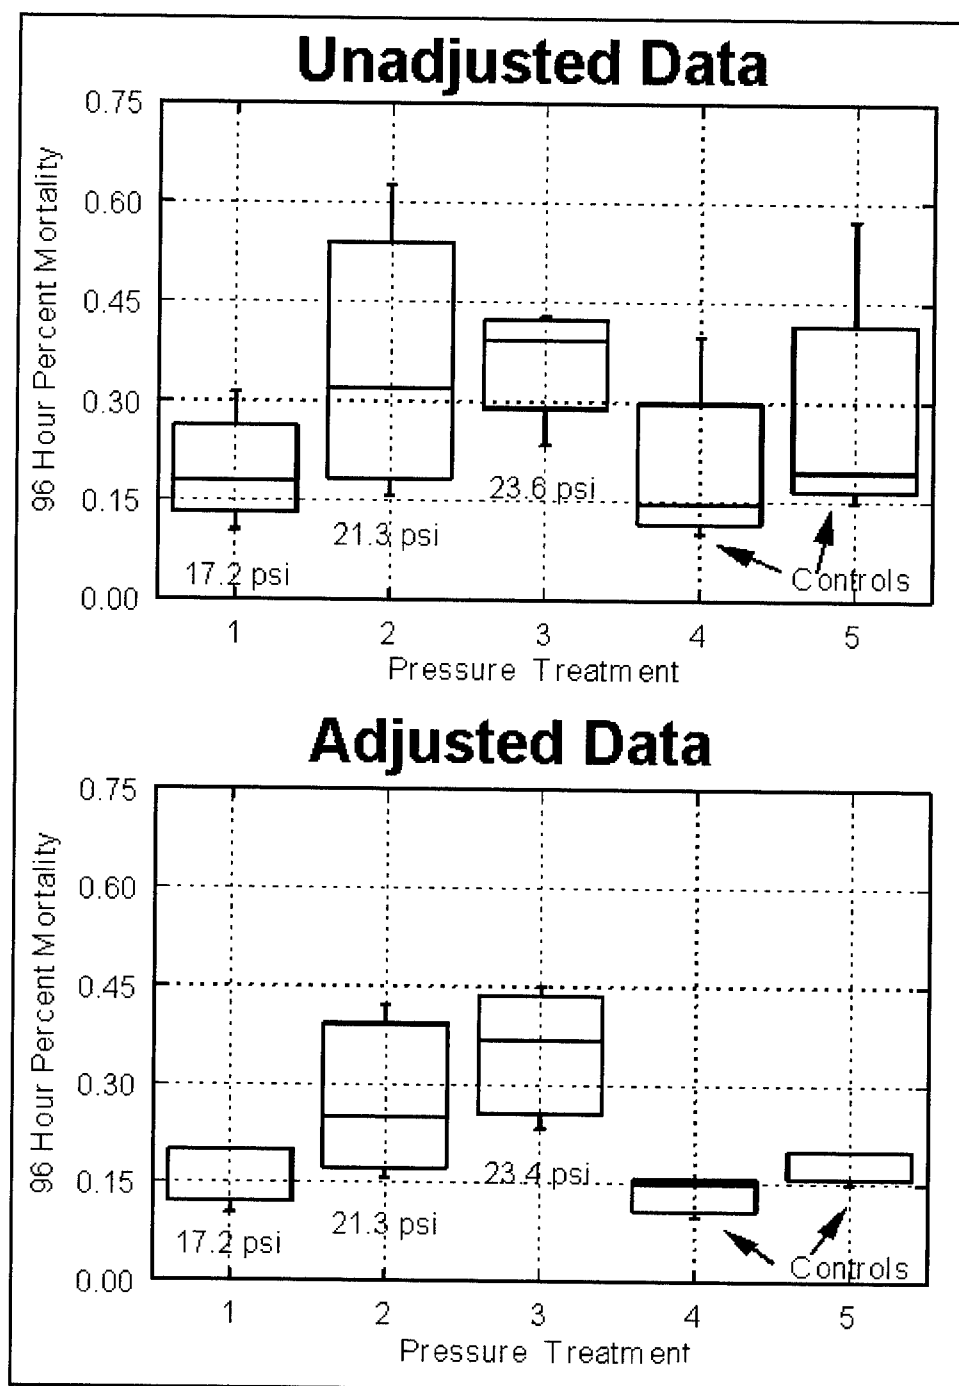 Unadjusted Data
96 Hour Percent Mortality
0.75
0.60
0.45
0.30
0.15
0.00
17.2 psi
21.3 psi
23.6 psi
Controls
1 2 3 4 5
Pressure Treatment
Adjusted Data
96 Hour Percent Mortality
0.75
0.60
0.45
0.30
0.15
0.00
17.2 psi
21.3 psi
23.4 psi
Controls
1 2 3 4 5
Pressure Treatment